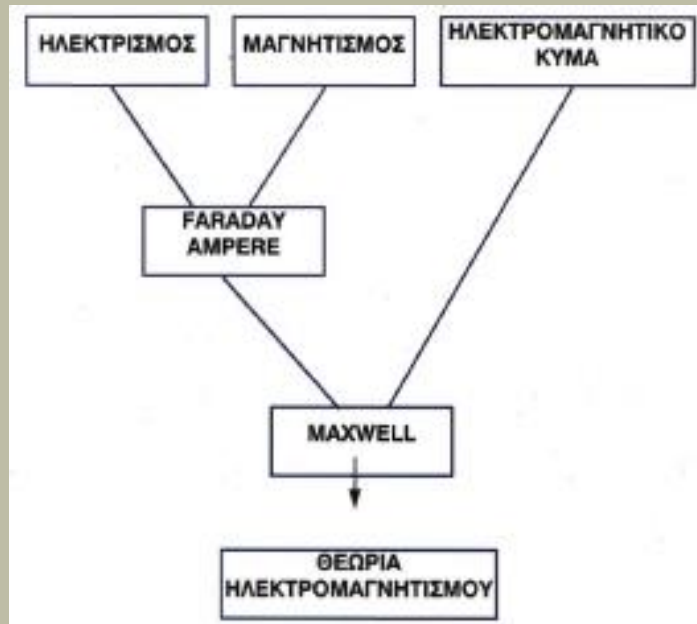 ΗΛΕΚΤΡΙΣΜΟΣ
ΜΑΓΝΗΤΙΣΜΟΣ
ΗΛΕΚΤΡΟΜΑΓΝΗΤΙΚΟ
ΚΥΜΑ
FARADAY
AMPERE
MAXWELL
ΘΕΩΡΙΑ
ΗΛΕΚΤΡΟΜΑΓΝΗΤΙΣΜΟΥ